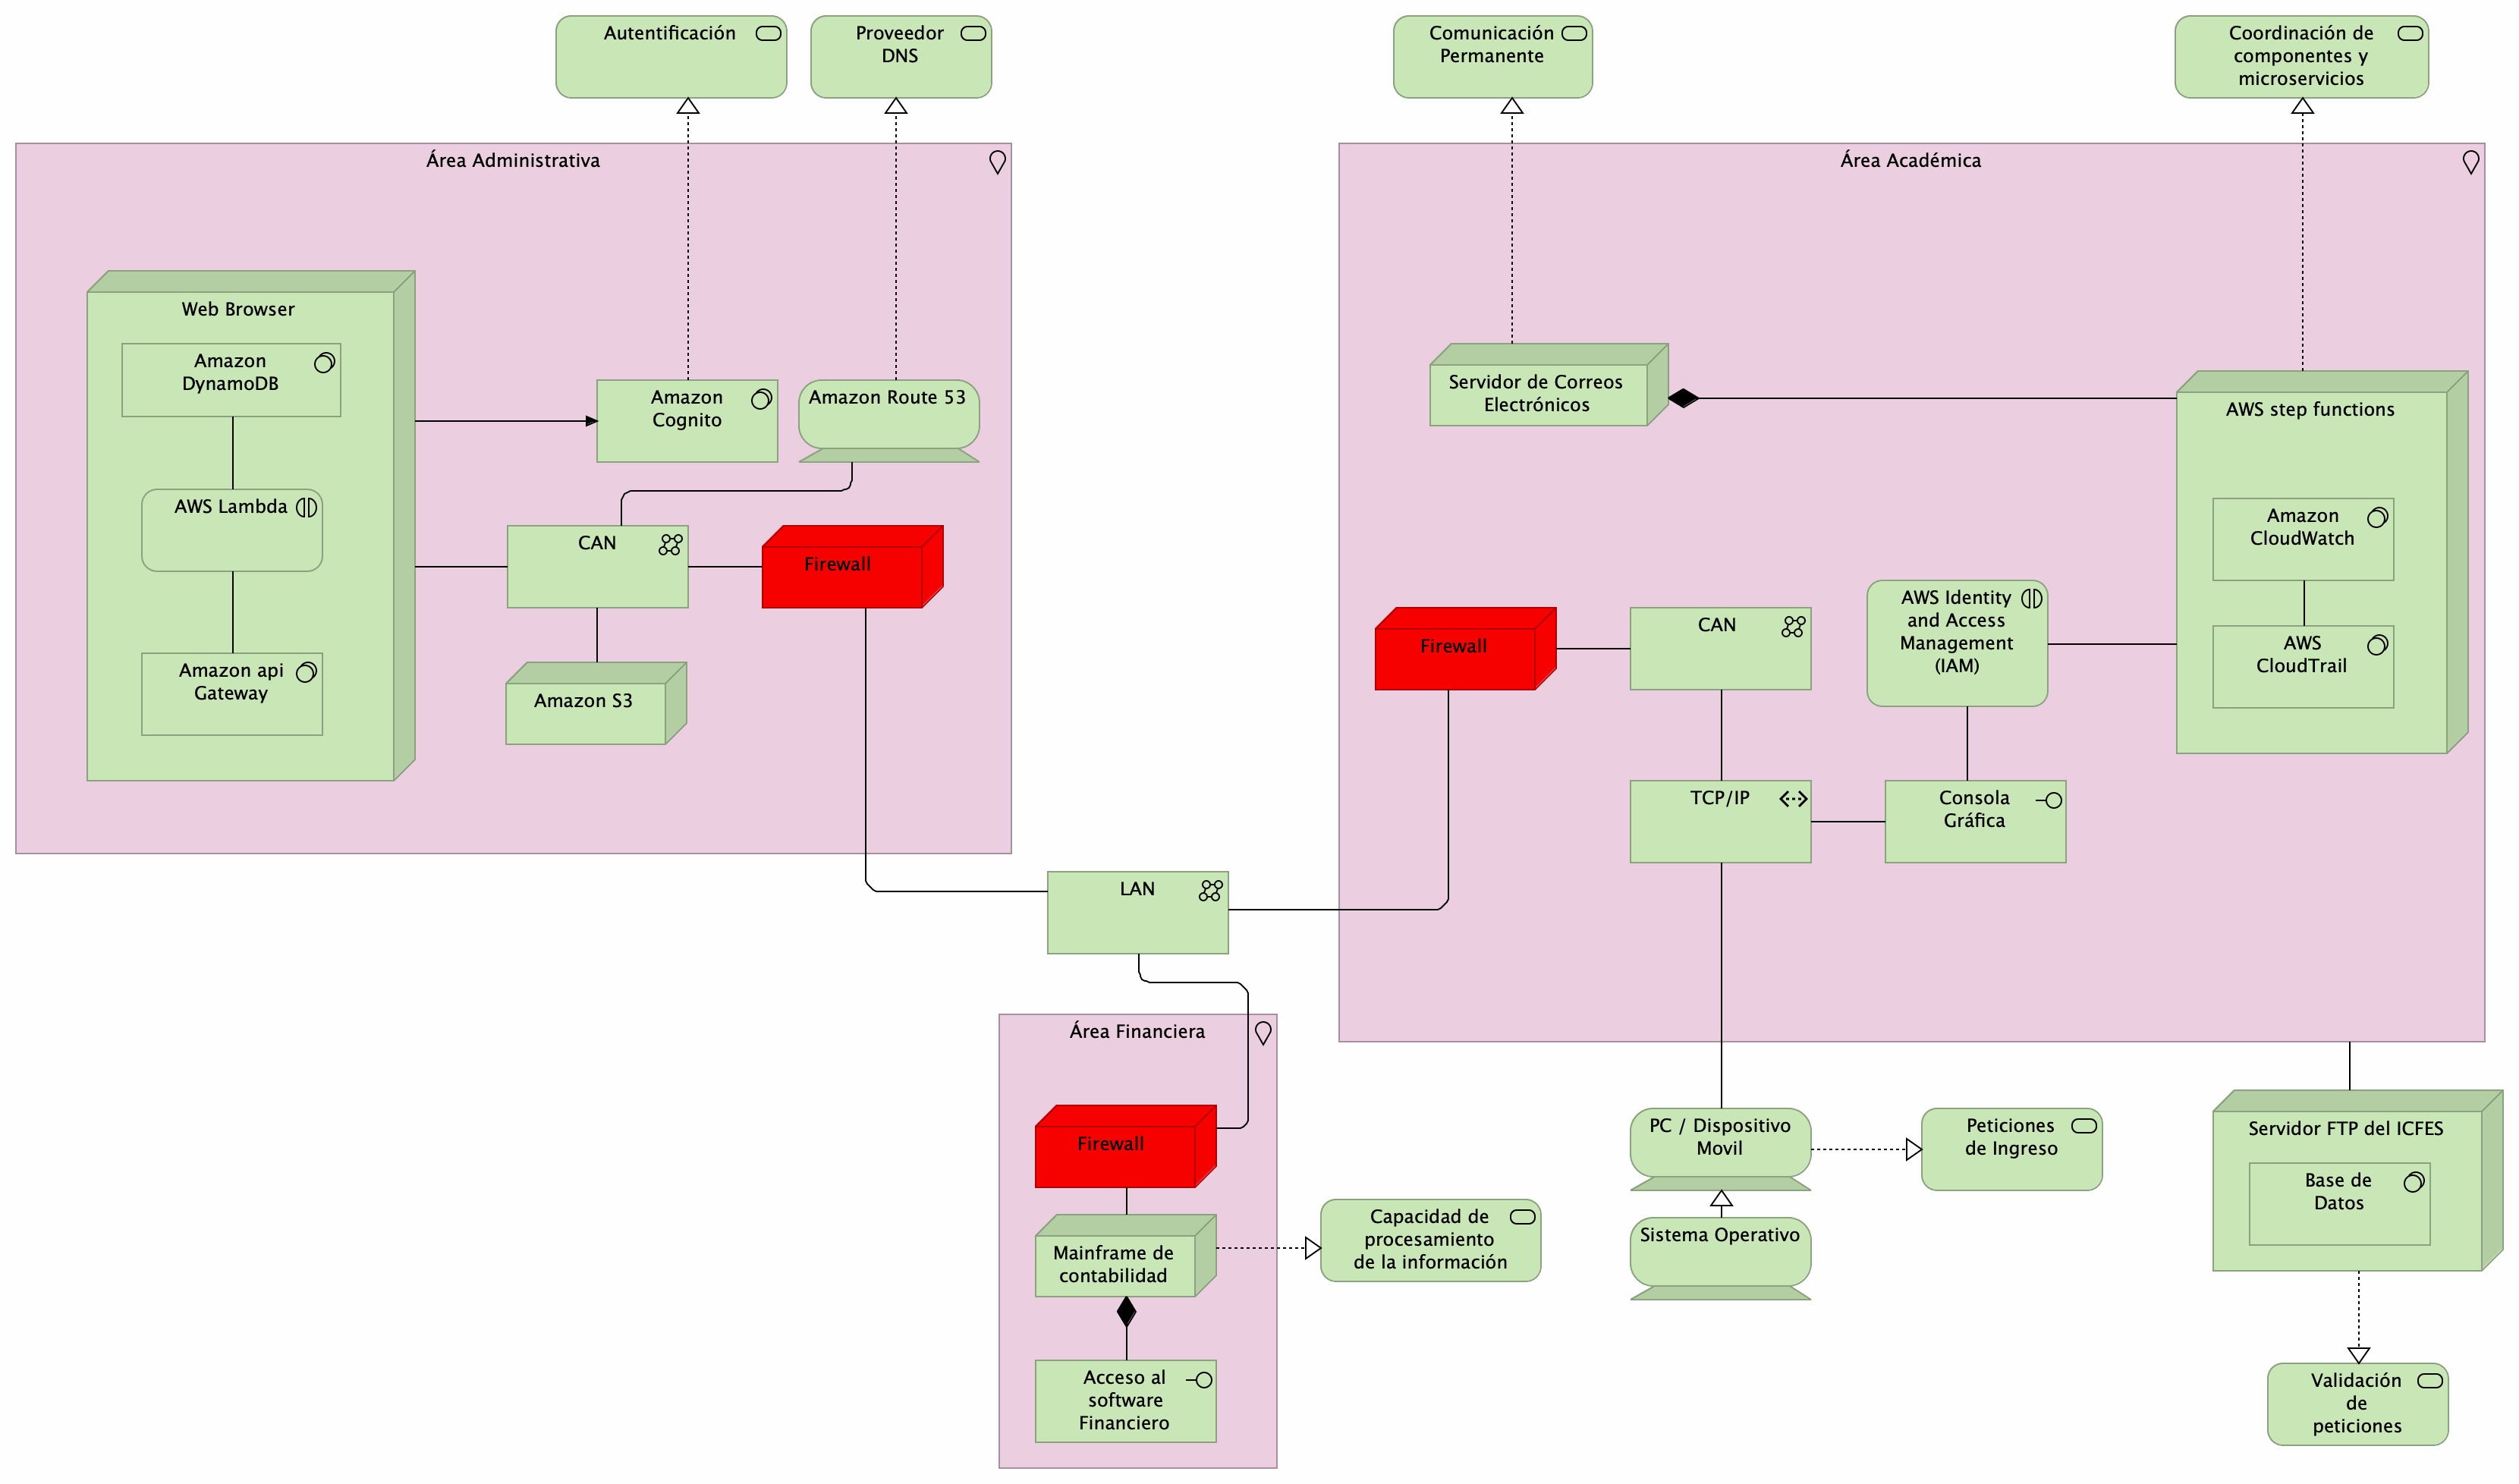 Autentificación
Proveedor
DNS
Comunicación
Permanente
Coordinación de
componentes y
microservicios
Área Administrativa
Web Browser
Amazon
DynamoDB
AWS Lambda
Amazon api
Gateway
Amazon
Cognito
Amazon Route 53
CAN
Firewall
Amazon S3
Área Académica
Servidor de Correos
Electrónicos
AWS step functions
Amazon
CloudWatch
AWS
CloudTrail
Firewall
CAN
AWS Identity
and Access
Management
(IAM)
TCP/IP
Consola
Gráfica
LAN
Área Financiera
Firewall
Mainframe de
contabilidad
Acceso al
software
Financiero
Capacidad de
procesamiento
de la información
PC / Dispositivo
Movil
Peticiones
de Ingreso
Sistema Operativo
Servidor FTP del ICFES
Base de
Datos
Validación
de
peticiones